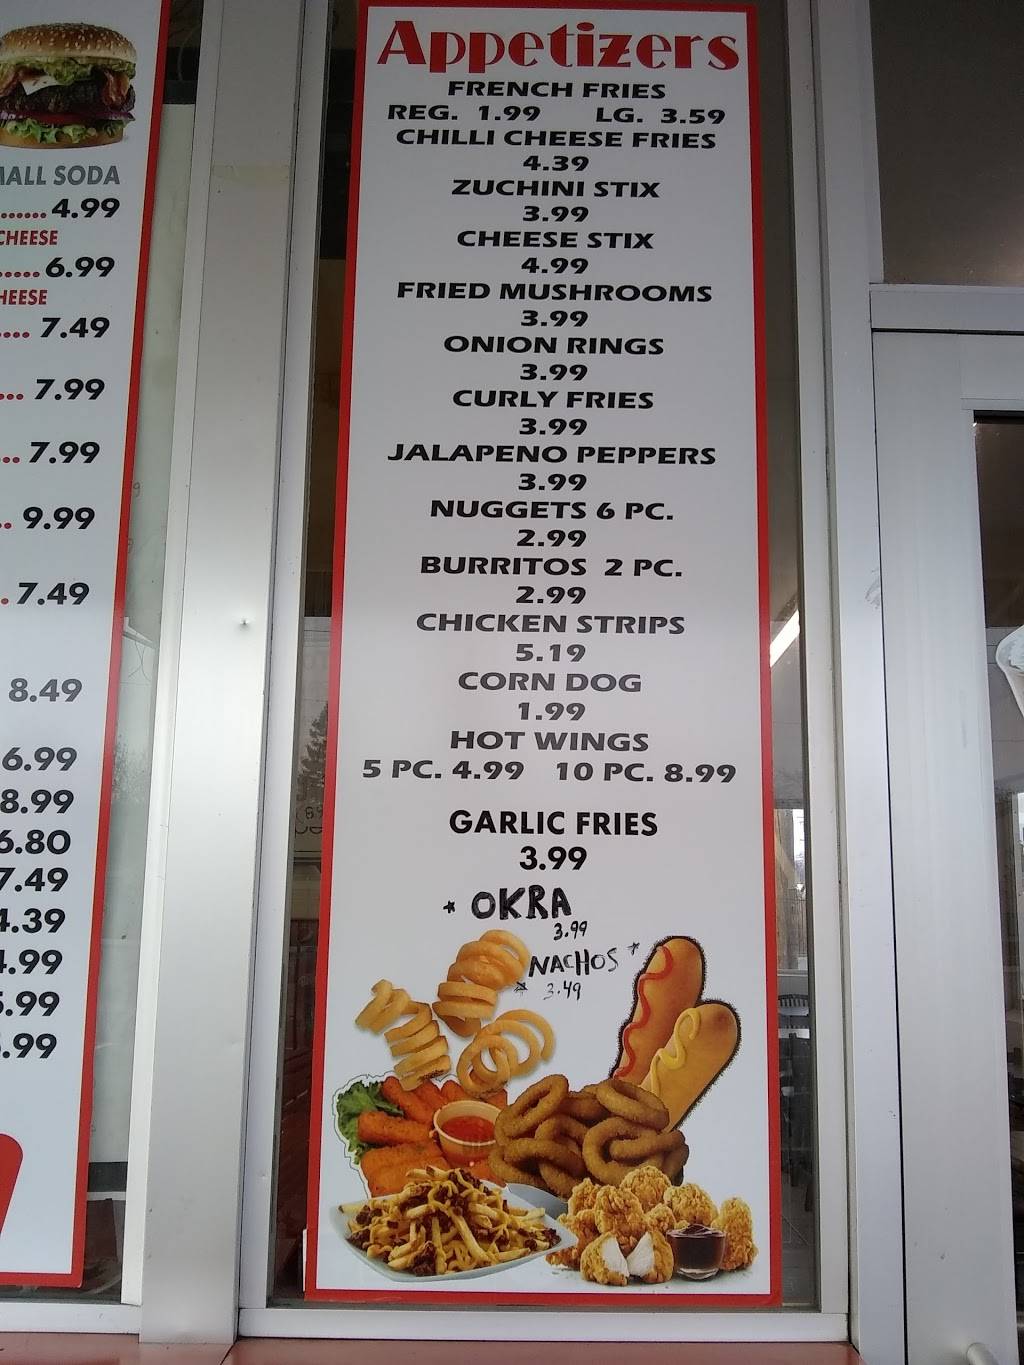 MALL SODA
....... 4.99
CHEESE
...... 6.99
HEESE
.... 7.49
... 7.99
... 7.99
.. 9.99
. 7.49
8.49
6.99
8.99
6.80
7.49
4.39
4.99
5.99
.99
Appetizers
FRENCH FRIES
REG. 1.99 LG. 3.59
CHILLI CHEESE FRIES
4.39
ZUCHINI STIX
3.99
CHEESE STIX
4.99
FRIED MUSHROOMS
3.99
ONION RINGS
3.99
CURLY FRIES
3.99
JALAPENO PEPPERS
3.99
NUGGETS 6 PC.
2.99
BURRITOS 2 PC.
2.99
CHICKEN STRIPS
5.19
CORN DOG
1.99
HOT WINGS
5 PC. 4.99 10 PC. 8.99
GARLIC FRIES
3.99
* OKRA
3.99
NACHOS *
* 3.49